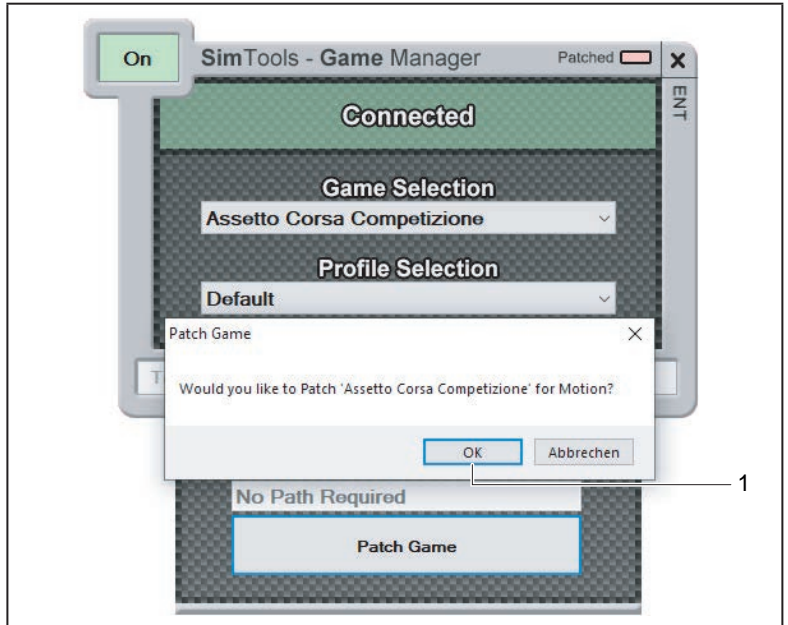 On
SimTools - Game Manager
Patched
ENT
Connected
Game Selection
Assetto Corsa Competizione
Profile Selection
Default
Patch Game
Would you like to Patch 'Assetto Corsa Competizione' for Motion?
OK
Abbrechen
1
No Path Required
Patch Game